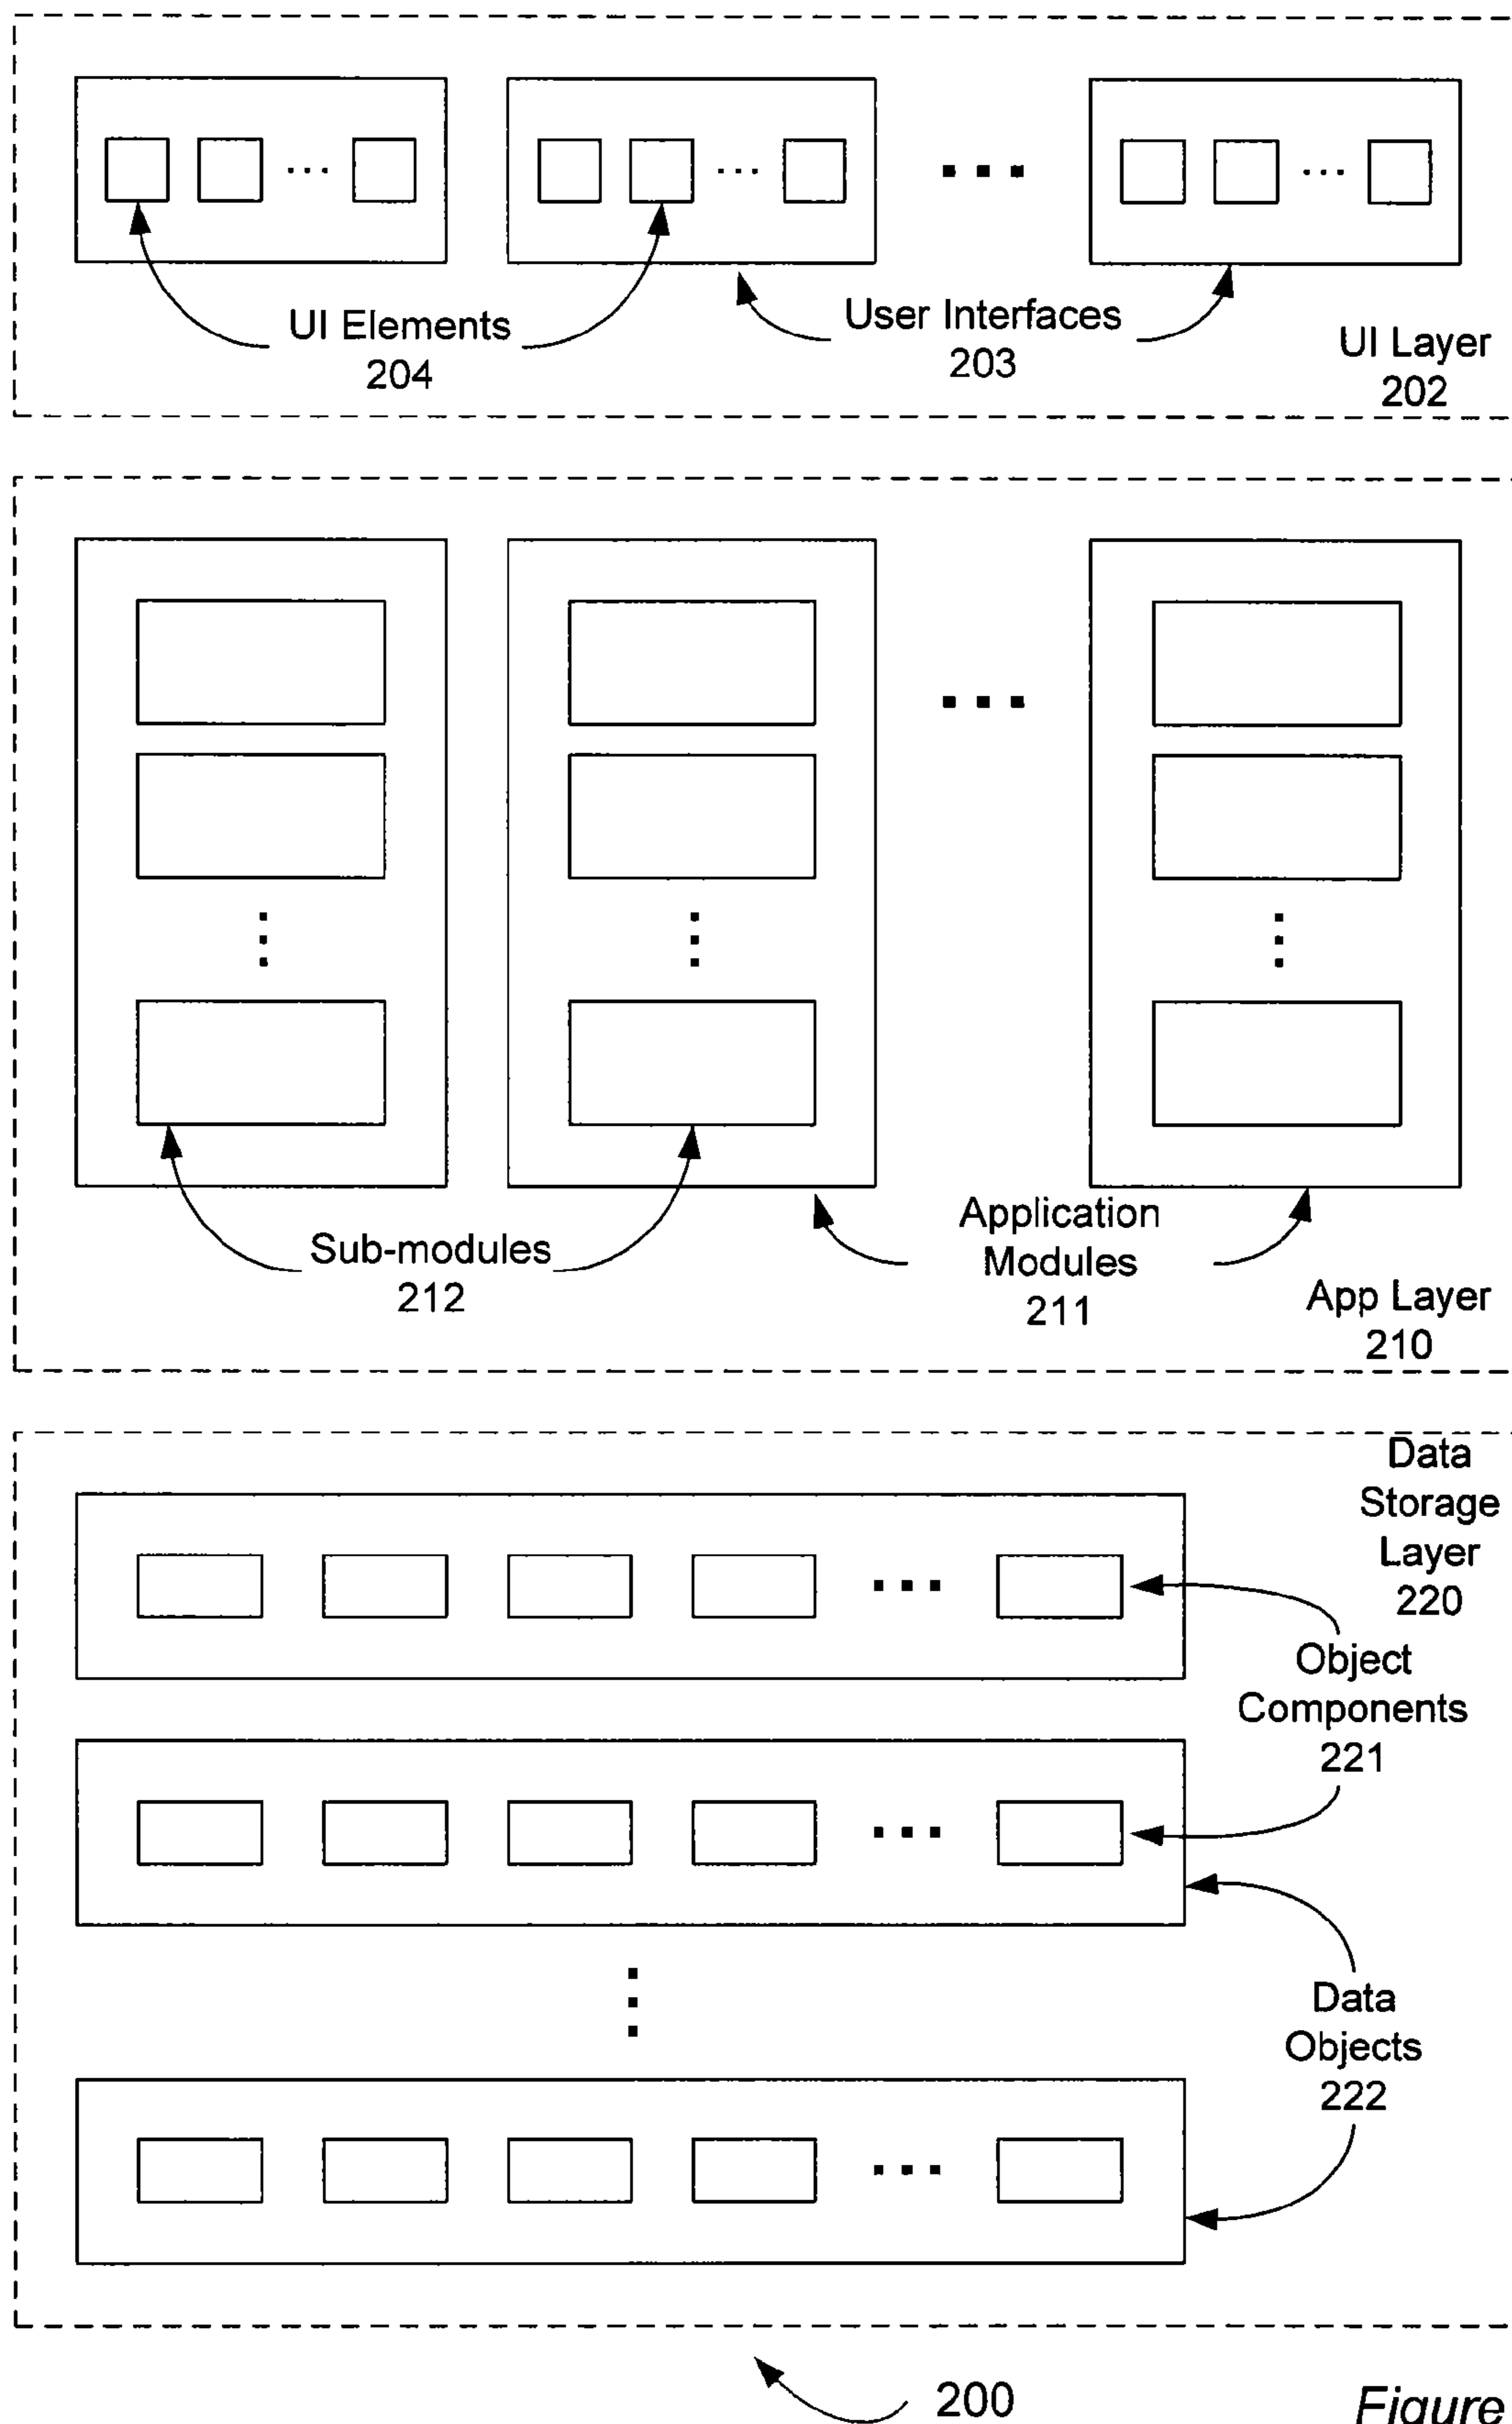 UI Elements
204
User Interfaces
203
UI Layer
202
Sub-modules
212
Application
Modules
211
App Layer
210
Data
Storage
Layer
220
Object
Components
221
Data
Objects
222
200
Figure